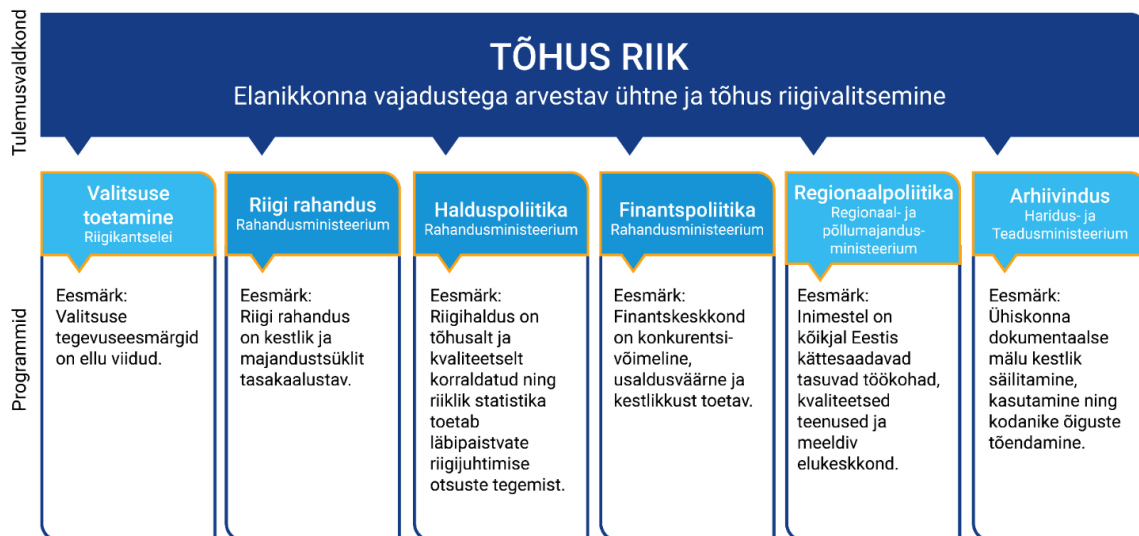 Tulemusvaldkond
TÕHUS RIIK
Elanikkonna vajadustega arvestav ühtne ja tõhus riigivalitsemine
Programmid
Valitsuse
toetamine
Riigikantselei
Eesmärk:
Valitsuse
tegevuseesmärgid
on ellu viidud.
Riigi rahandus
Rahandusministeerium
Eesmärk:
Riigi rahandus
on kestlik ja
majandustsüklit
tasakaalustav.
Halduspoliitika
Rahandusministeerium
Eesmärk:
Riigihaldus on
tõhusalt ja
kvaliteetselt
korraldatud ning
riiklik statistika
toetab
läbipaistvate
riigijuhtimise
otsuste tegemist.
Finantspoliitika
Rahandusministeerium
Eesmärk:
Finantskeskkond
on konkurentsi-
võimeline,
usaldusväärne ja
kestlikkust toetav.
Regionaalpoliitika
Regionaal- ja
põllumajandus-
ministeerium
Eesmärk:
Inimestel on
kõikjal Eestis
kättesaadavad
tasuvad töökohad,
kvaliteetsed
teenused ja
meeldiv
elukeskkond.
Arhiivindus
Haridus- ja
Teadusministeerium
Eesmärk:
Ühiskonna
dokumentaalse
mälu kestlik
säilitamine,
kasutamine ning
kodanike õiguste
tõendamine.